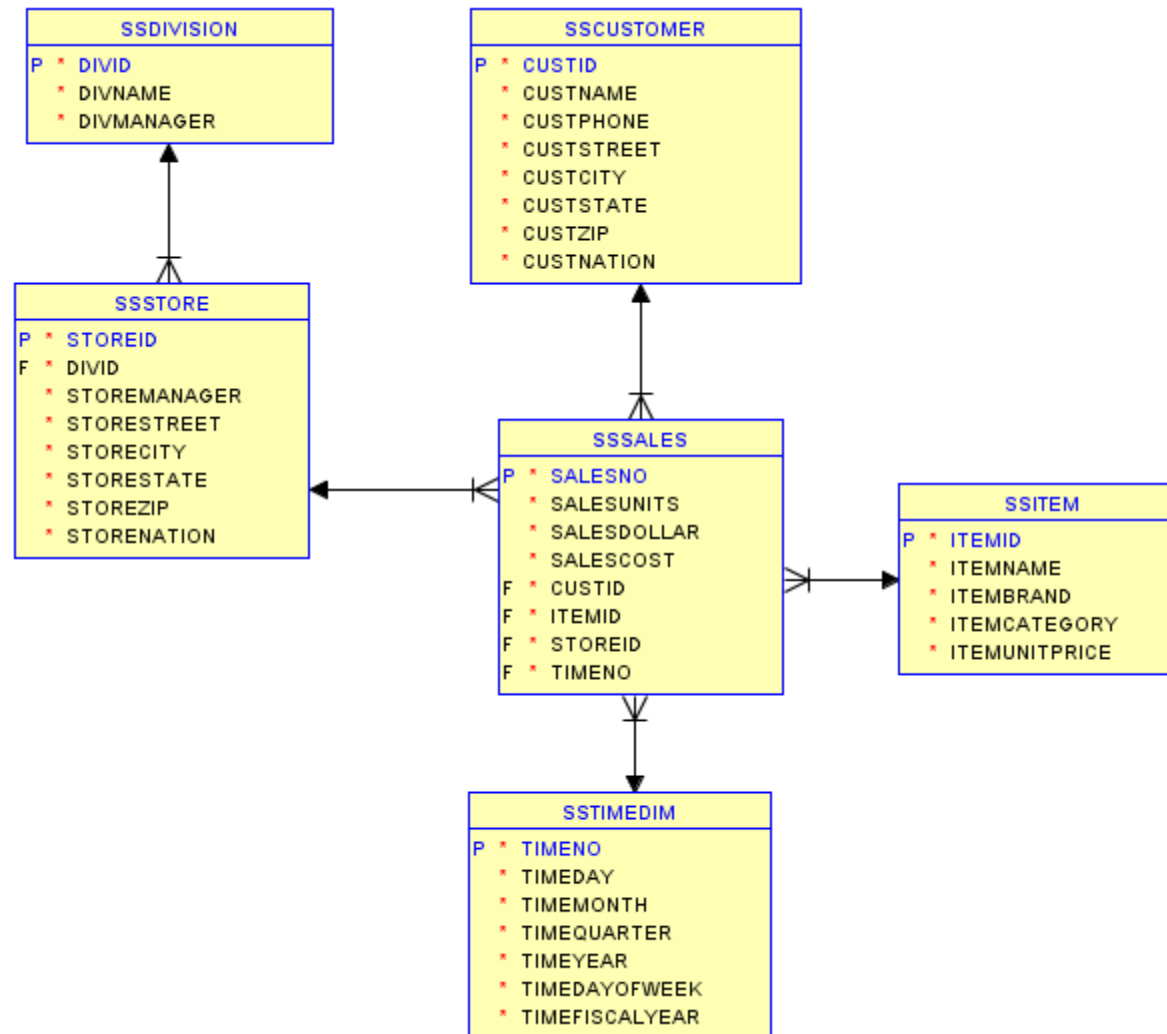 SSDIVISION
P * DIVID
* DIVNAME
* DIVMANAGER
SSCUSTOMER
P * CUSTID
* CUSTNAME
* CUSTPHONE
* CUSTSTREET
* CUSTCITY
* CUSTSTATE
* CUSTZIP
* CUSTNATION
SSSTORE
P * STOREID
F * DIVID
* STOREMANAGER
* STORESTREET
* STORECITY
* STORESTATE
* STOREZIP
* STORENATION
SSSALES
P * SALESNO
* SALESUNITS
* SALESDOLLAR
* SALESCOST
F * CUSTID
F * ITEMID
F * STOREID
F * TIMENO
SSITEM
P * ITEMID
* ITEMNAME
* ITEMBRAND
* ITEMCATEGORY
* ITEMUNITPRICE
SSTIMEDIM
P * TIMENO
* TIMEDAY
* TIMEMONTH
* TIMEQUARTER
* TIMEYEAR
* TIMEDAYOFWEEK
* TIMEFISCALYEAR